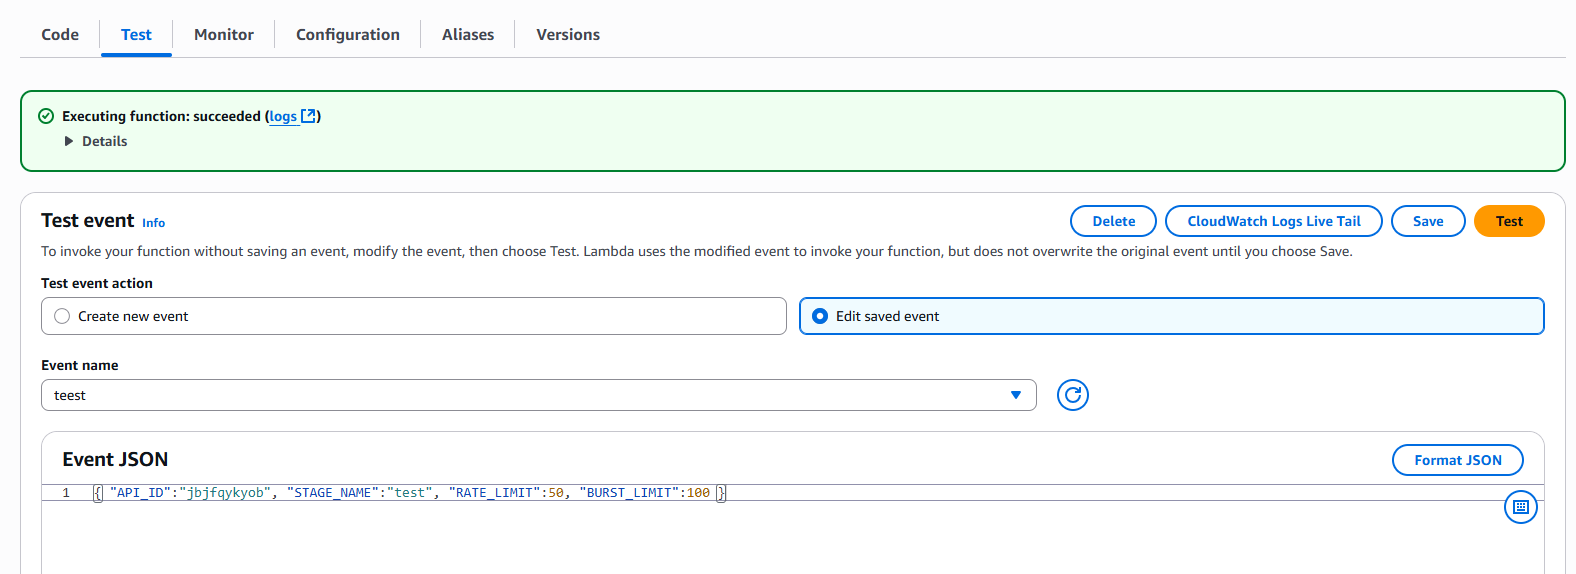 Code Test Monitor Configuration Aliases Versions
Executing function: succeeded (logs)
Details
Test event Info Delete CloudWatch Logs Live Tail Save Test
To invoke your function without saving an event, modify the event, then choose Test. Lambda uses the modified event to invoke your function, but does not overwrite the original event until you choose Save.
Test event action
Create new event Edit saved event
Event name
teest
Event JSON Format JSON
1 { "API_ID":"jbjfqykyob", "STAGE_NAME":"test", "RATE_LIMIT":50, "BURST_LIMIT":100 }